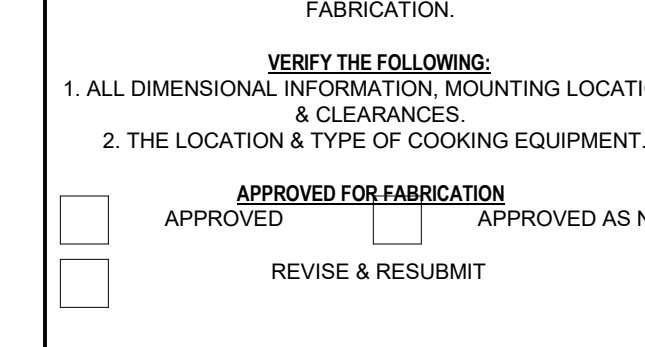 FABRICATION.
VERIFY THE FOLLOWING:
1. ALL DIMENSIONAL INFORMATION, MOUNTING
& CLEARANCES.
2. THE LOCATION & TYPE OF COOKING EQUIPMENT.
APPROVED FOR FABRICATION
APPROVED APPROVED AS
REVISE & RESUBMIT